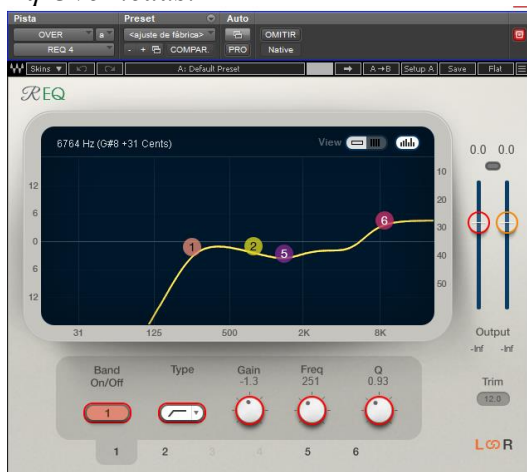 Pista Preset Auto
OVER a <ajuste de fábrica> OMITIR
REQ 4 - + COMPAR. PRO Native
Skins A: Default Preset A→B Setup A Save Flat
REQ
6764 Hz (G#8 +31 Cents) View 0.0 0.0
1 2 5 6
12 6 0 6 12
10 20 30 40 50
31 125 500 2K 8K
Output
-Inf -Inf
Band On/Off Type Gain Freq Q
-1.3 251 0.93
1
Trim
12.0
1 2 3 4 5 6
L R